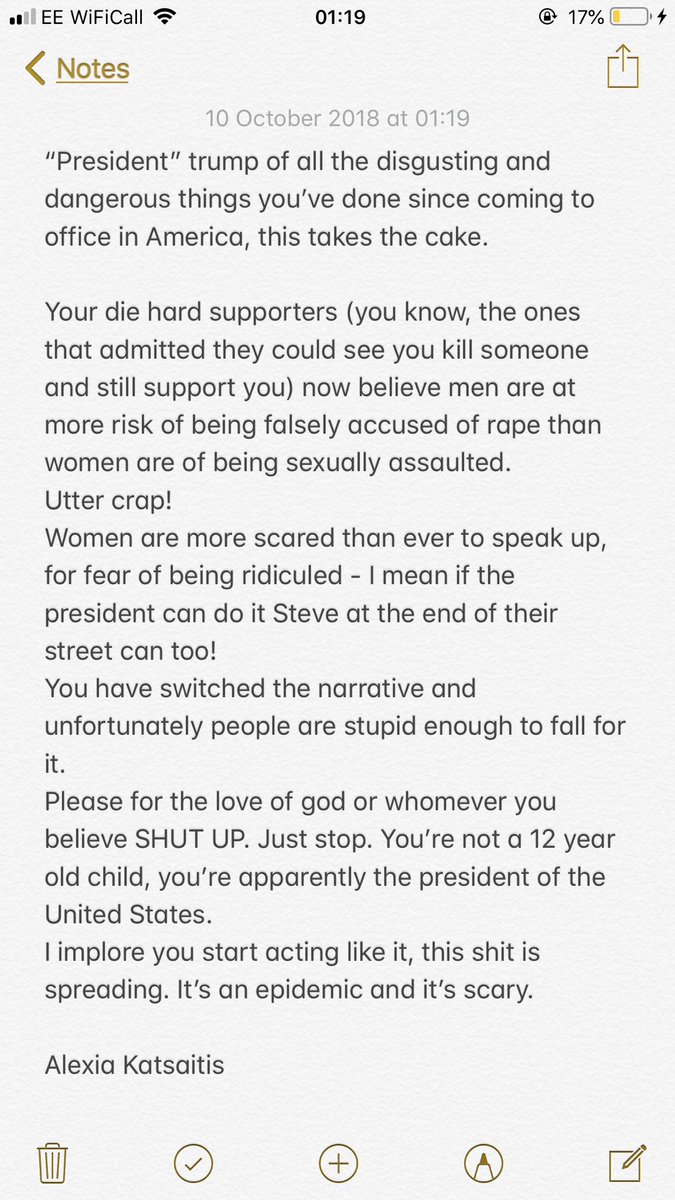 EE WiFiCall 01:19 17%
Notes
10 October 2018 at 01:19
“President” trump of all the disgusting and
dangerous things you’ve done since coming to
office in America, this takes the cake.
Your die hard supporters (you know, the ones
that admitted they could see you kill someone
and still support you) now believe men are at
more risk of being falsely accused of rape than
women are of being sexually assaulted.
Utter crap!
Women are more scared than ever to speak up,
for fear of being ridiculed - I mean if the
president can do it Steve at the end of their
street can too!
You have switched the narrative and
unfortunately people are stupid enough to fall for
it.
Please for the love of god or whomever you
believe SHUT UP. Just stop. You’re not a 12 year
old child, you’re apparently the president of the
United States.
I implore you start acting like it, this shit is
spreading. It’s an epidemic and it’s scary.
Alexia Katsaitis